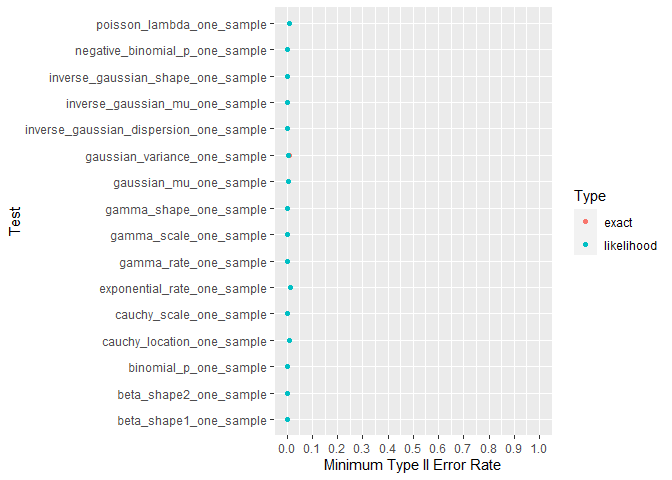 poisson_lambda_one_sample
negative_binomial_p_one_sample
inverse_gaussian_shape_one_sample
inverse_gaussian_mu_one_sample
inverse_gaussian_dispersion_one_sample
gaussian_variance_one_sample
gaussian_mu_one_sample
gamma_shape_one_sample
gamma_scale_one_sample
gamma_rate_one_sample
exponential_rate_one_sample
cauchy_scale_one_sample
cauchy_location_one_sample
binomial_p_one_sample
beta_shape2_one_sample
beta_shape1_one_sample
Test
0.0 0.1 0.2 0.3 0.4 0.5 0.6 0.7 0.8 0.9 1.0
Minimum Type II Error Rate
Type
exact
likelihood